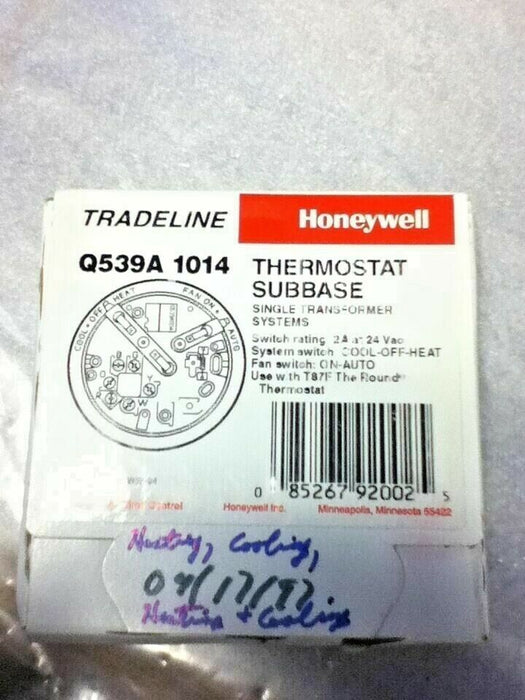 TRADELINE
Honeywell
Q539A 1014
THERMOSTAT
SUBBASE
SINGLE TRANSFORMER
SYSTEMS
Switch rating: 2A at 24 Vac
System switch: COOL-OFF-HEAT
Fan switch: ON-AUTO
Use with T87F The Round®
Thermostat
COOL + OFF + HEAT
FAN ON + AUTO
Y
W
R
0 85267 92002 5
Control
Honeywell Inc.
Minneapolis, Minnesota 55422
Heating, Cooling,
Heating + Cooling